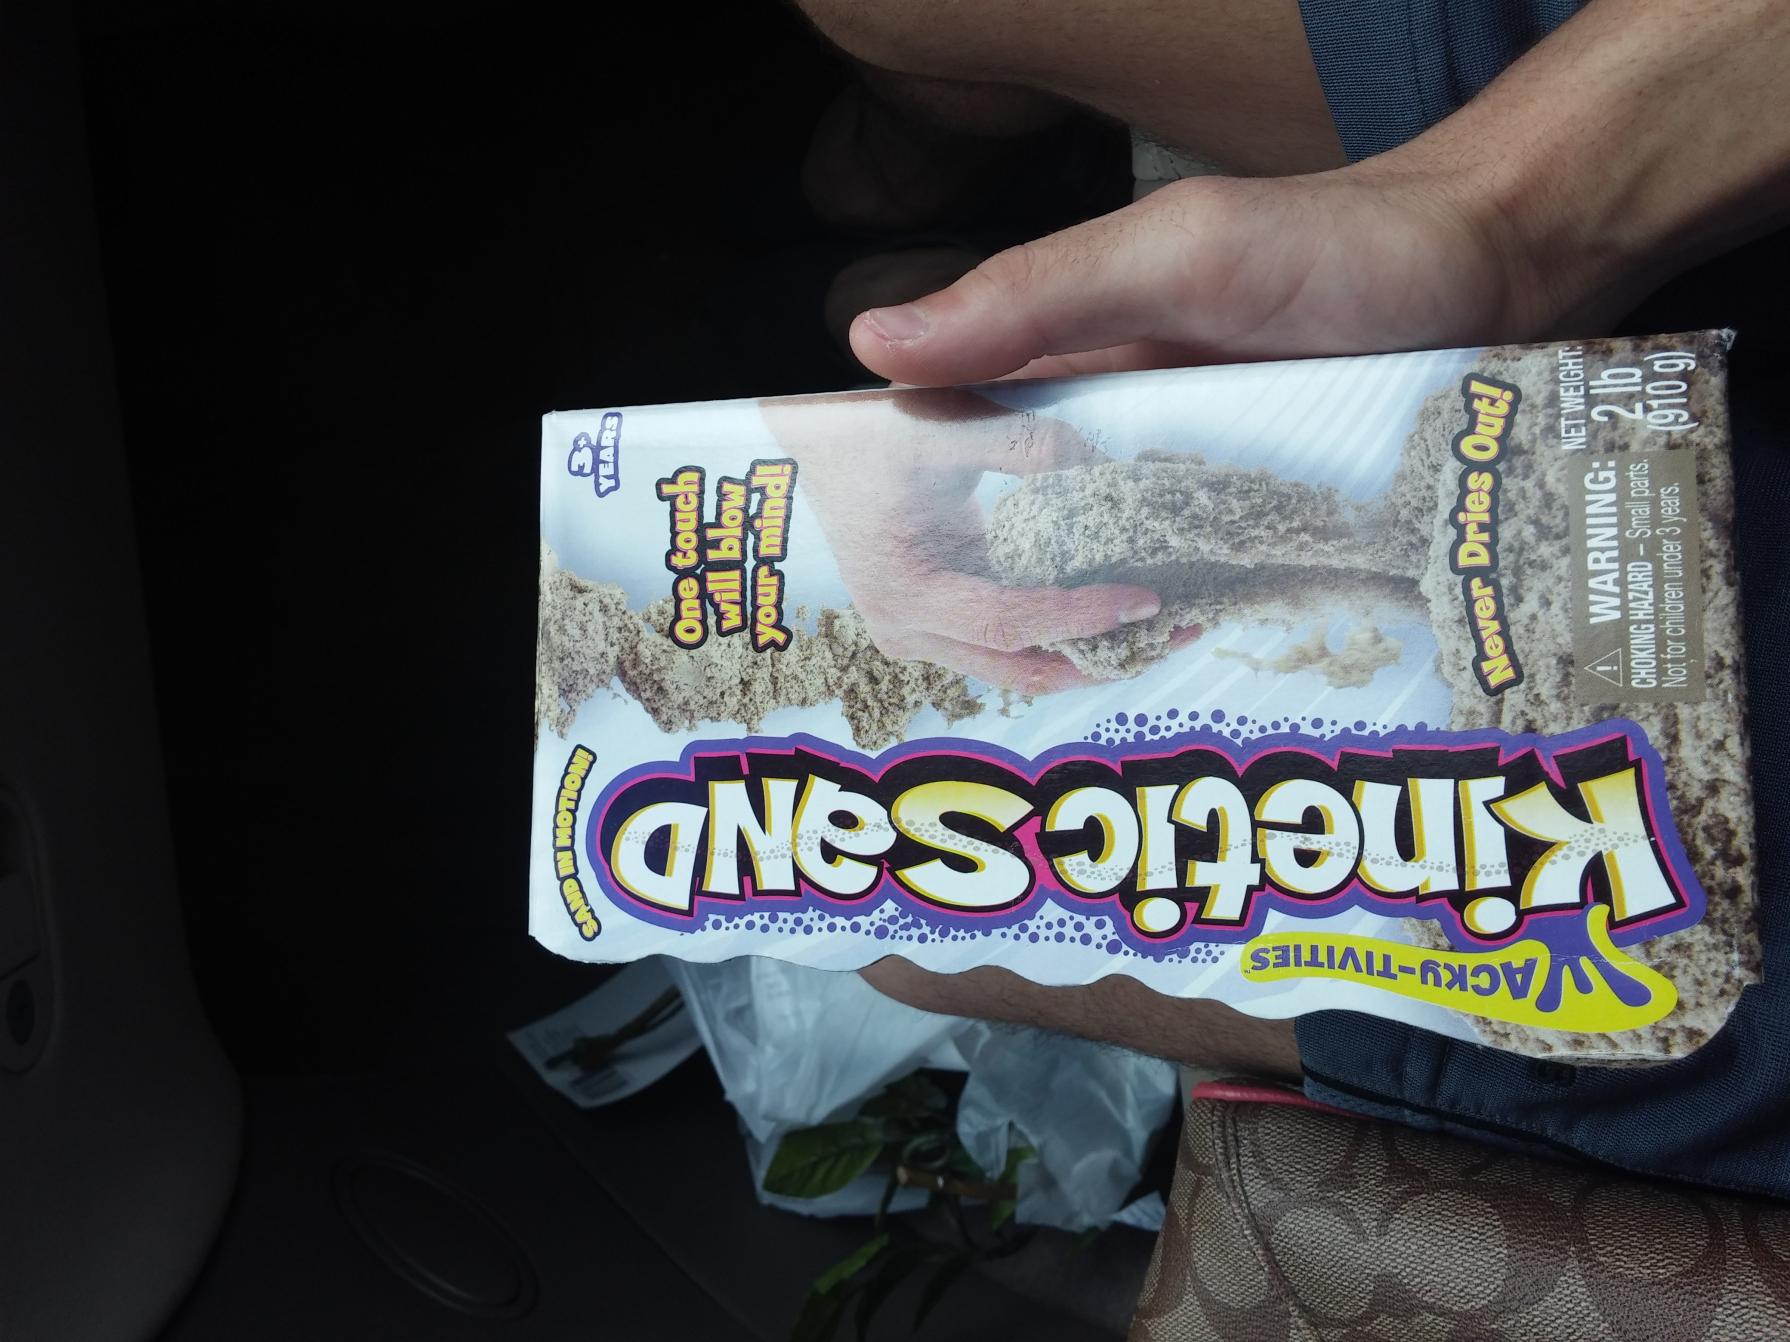 WACKY-TIVITIES™
Kinetic SaND
SAND IN MOTION!
One touch
will blow
your mind!
3+
YEARS
Never Dries Out!
WARNING:
CHOKING HAZARD – Small parts.
Not for children under 3 years.
NET WEIGHT:
2 lb
(910 g)